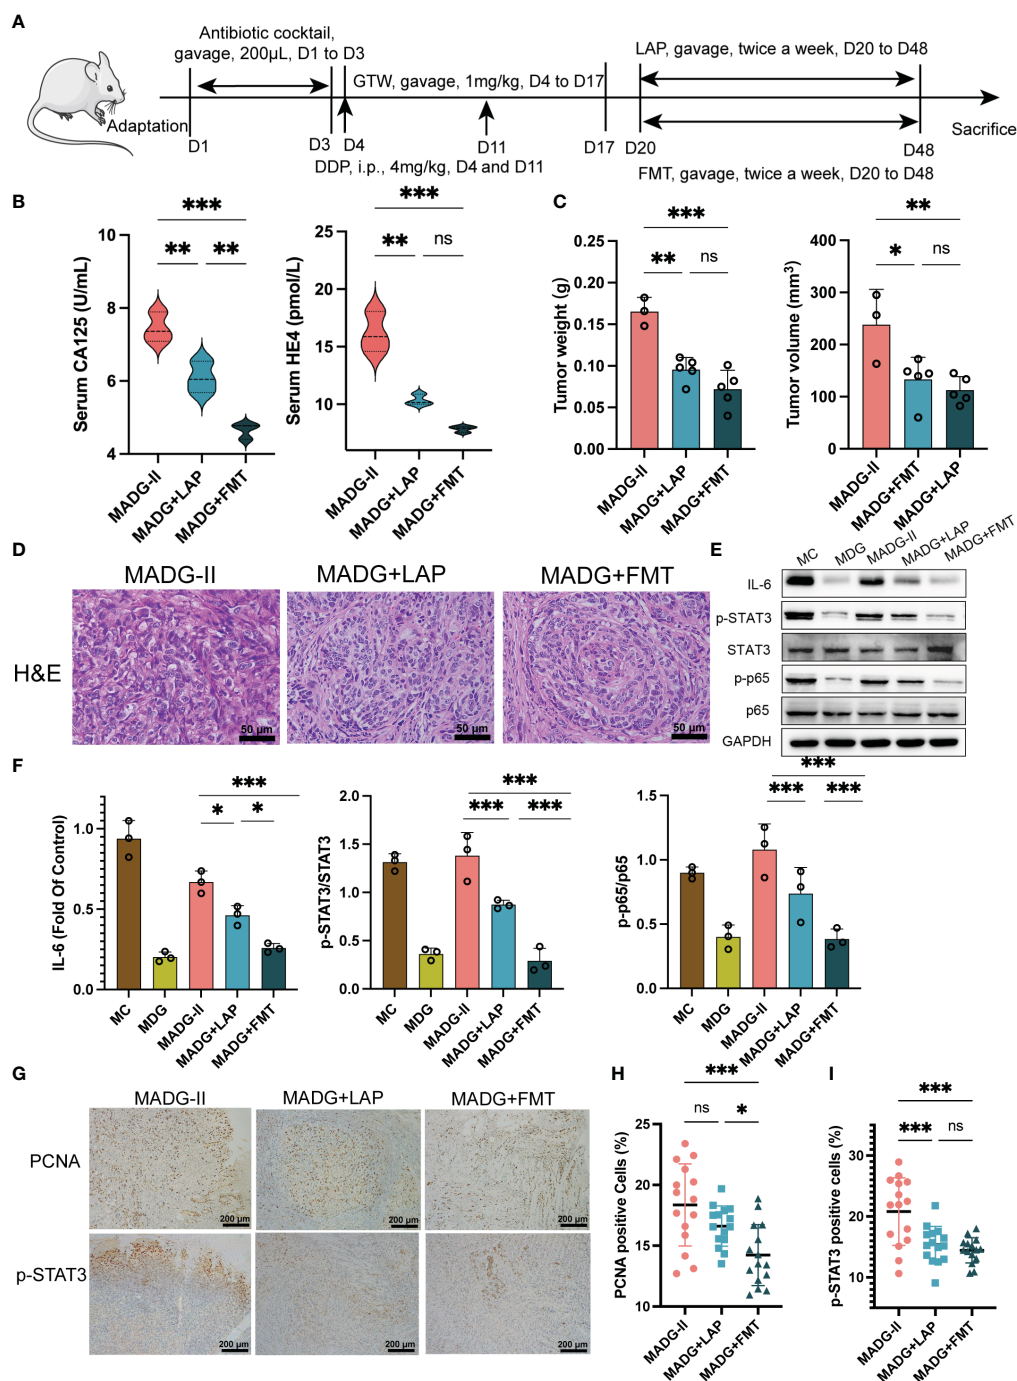 A
Antibiotic cocktail,
gavage, 200μL, D1 to D3
LAP, gavage, twice a week, D20 to D48
GTW, gavage, 1mg/kg, D4 to D17
Adaptation
D1
D3
D4
D11
D17
D20
D48
Sacrifice
DDP, i.p., 4mg/kg, D4 and D11
FMT, gavage, twice a week, D20 to D48
B
Serum CA125 (U/mL)
10
8
6
4
***
** **
MADG-II
MADG+LAP
MADG+FMT
Serum HE4 (pmol/L)
25
20
15
10
***
** ns
MADG-II
MADG+LAP
MADG+FMT
C
Tumor weight (g)
0.25
0.20
0.15
0.10
0.05
0.00
***
** ns
MADG-II
MADG+LAP
MADG+FMT
Tumor volume (mm³)
400
300
200
100
0
**
* ns
MADG-II
MADG+FMT
MADG+LAP
D
MADG-II MADG+LAP MADG+FMT
H&E
50 μm
50 μm
50 μm
E
MC MDG MADG-II MADG+LAP MADG+FMT
IL-6
p-STAT3
STAT3
p-p65
p65
GAPDH
F
IL-6 (Fold Of Control)
1.0
0.5
0.0
***
* *
MC
MDG
MADG-II
MADG+LAP
MADG+FMT
p-STAT3/STAT3
2.0
1.5
1.0
0.5
0.0
***
*** ***
MC
MDG
MADG-II
MADG+LAP
MADG+FMT
p-p65/p65
1.5
1.0
0.5
0.0
***
*** ***
MC
MDG
MADG-II
MADG+LAP
MADG+FMT
G
MADG-II MADG+LAP MADG+FMT
PCNA
200 μm
200 μm
200 μm
p-STAT3
200 μm
200 μm
200 μm
H
PCNA positive Cells (%)
25
20
15
10
***
ns *
MADG-II
MADG+LAP
MADG+FMT
I
p-STAT3 positive cells (%)
30
20
10
***
*** ns
MADG-II
MADG+LAP
MADG+FMT